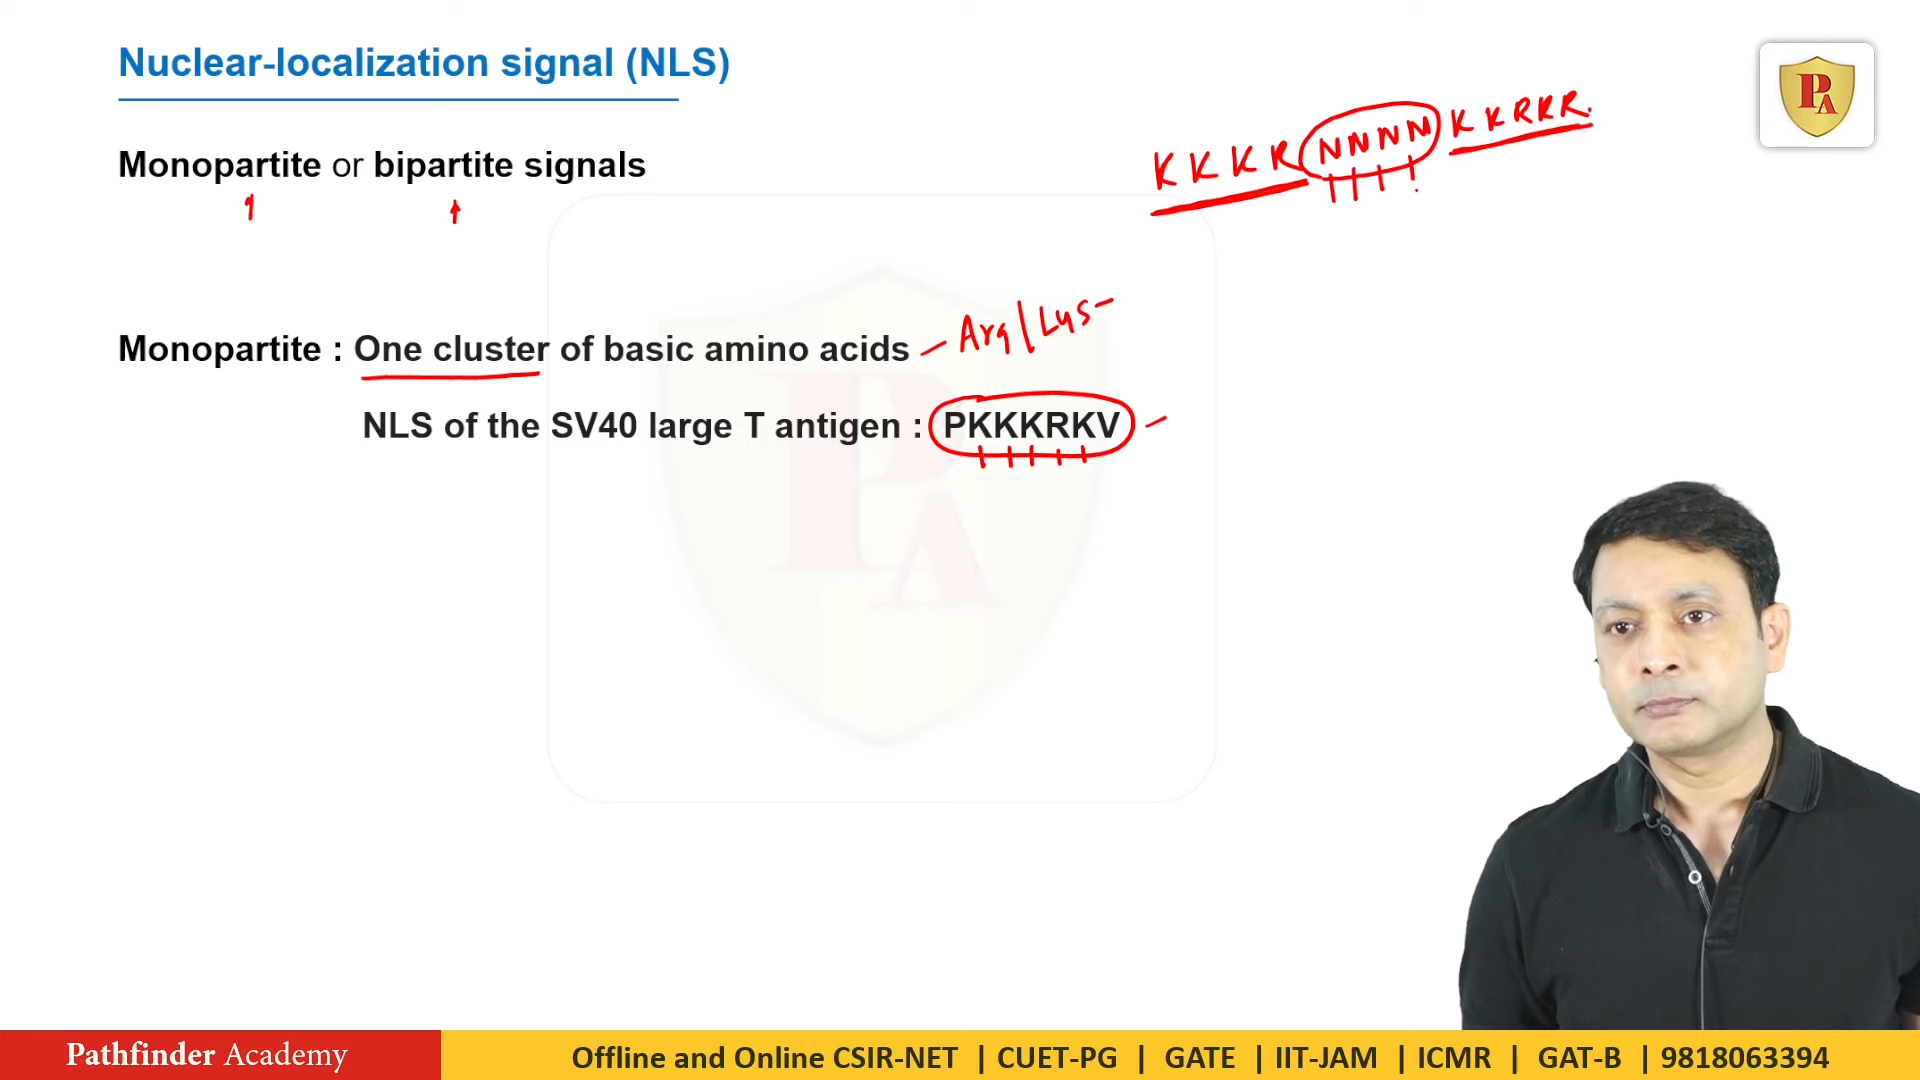 Nuclear-localization signal (NLS)
PA
KKKR NNNN KKRRR.
Monopartite or bipartite signals
Monopartite : One cluster of basic amino acids – Arg/Lys –
NLS of the SV40 large T antigen : PKKKRKV –
PA
Pathfinder Academy
Offline and Online CSIR-NET | CUET-PG | GATE | IIT-JAM | ICMR | GAT-B | 9818063394